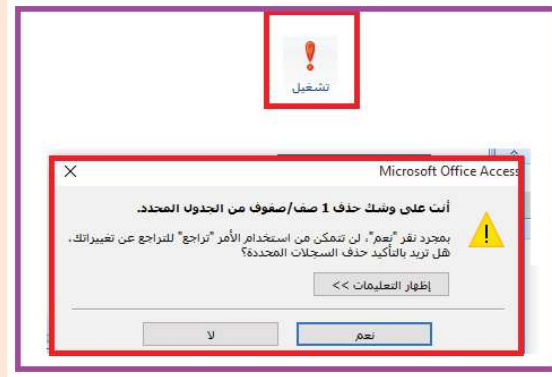 تشغيل
Microsoft Office Access
أنت على وشك حذف 1 صف/صفوف من الجدول المحدد.
بمجرد نقر "نعم"، لن تتمكن من استخدام الأمر "تراجع" للتراجع عن تغييراتك.
هل تريد بالتأكيد حذف السجلات المحددة؟
إظهار التعليمات >>
نعم
لا